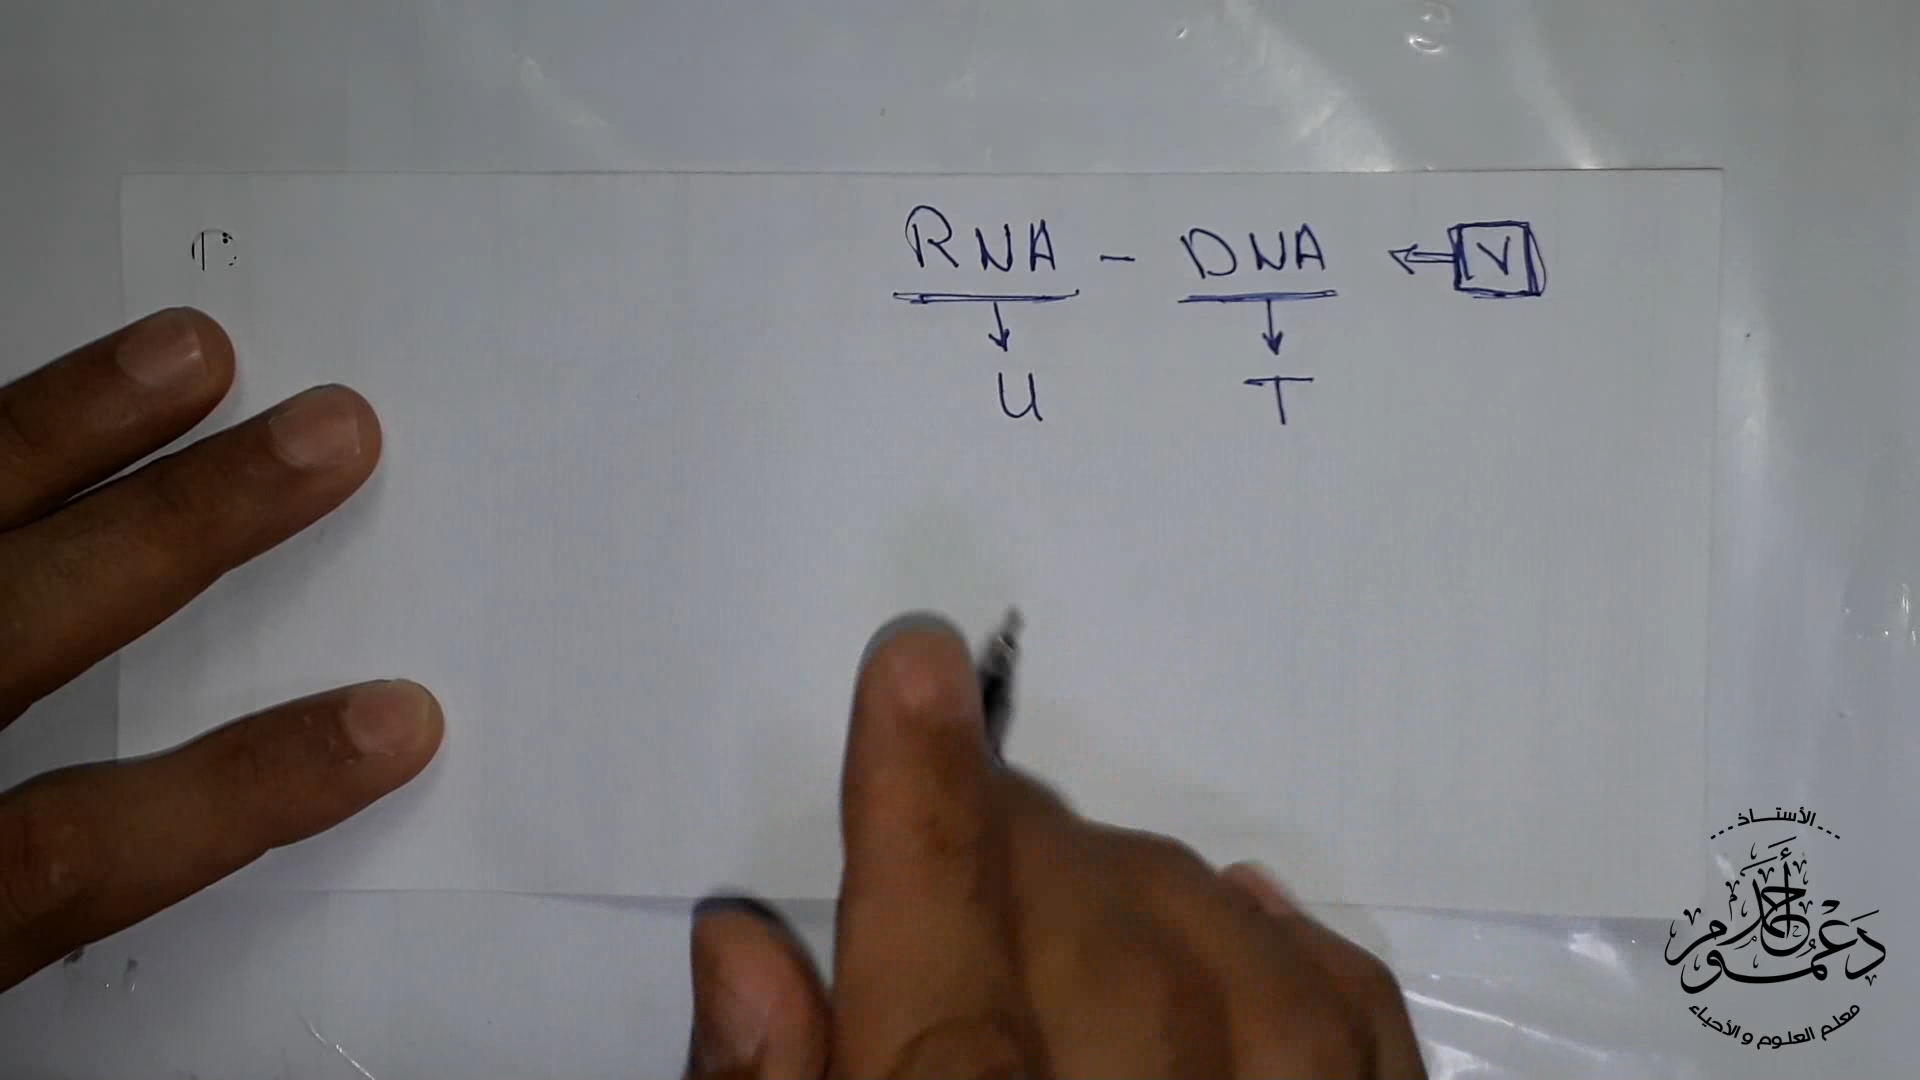 RNA - DNA ← V
U T
الأستاذ
أحمد
دعموم
معلم العلوم و الأحياء